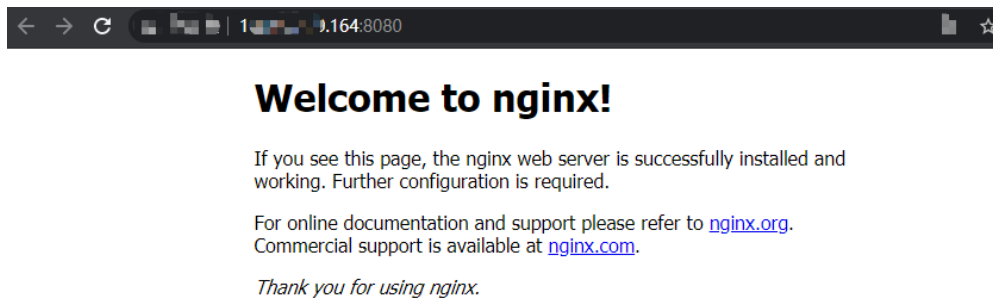 .164:8080
Welcome to nginx!
If you see this page, the nginx web server is successfully installed and
working. Further configuration is required.
For online documentation and support please refer to nginx.org.
Commercial support is available at nginx.com.
Thank you for using nginx.